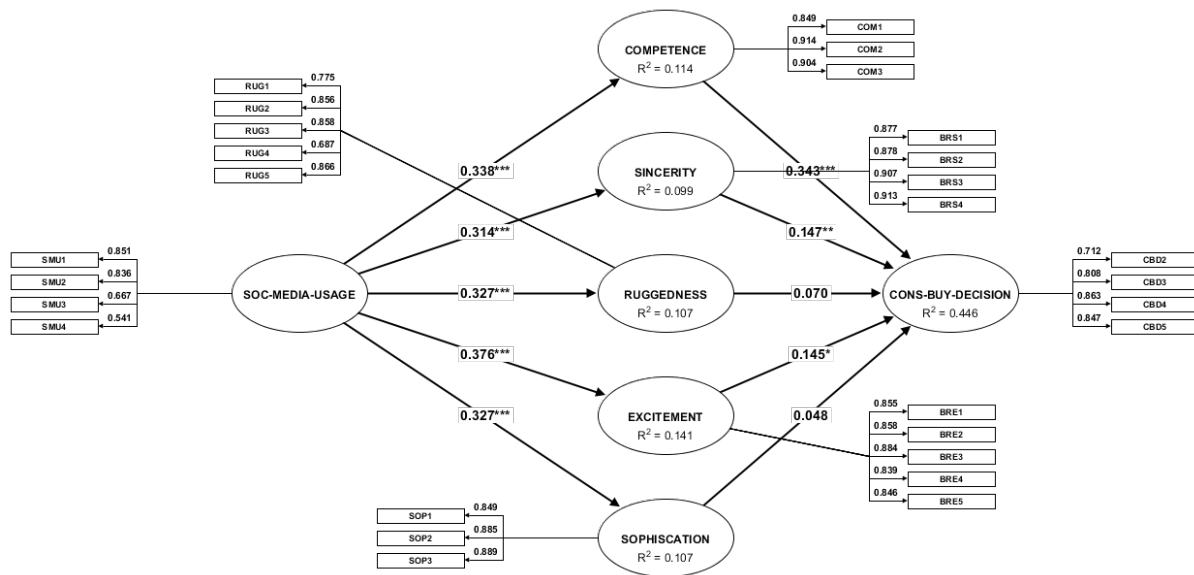 COMPETENCE
R² = 0.114
0.849
COM1
0.914
COM2
0.904
COM3
0.775
RUG1
0.856
RUG2
0.858
RUG3
0.687
RUG4
0.866
RUG5
0.338***
SINCERITY
R² = 0.099
0.343***
0.877
BRS1
0.878
BRS2
0.907
BRS3
0.913
BRS4
0.314***
0.147**
0.851
SMU1
0.836
SMU2
0.667
SMU3
0.541
SMU4
SOC-MEDIA-USAGE
0.327***
RUGGEDNESS
R² = 0.107
0.070
CONS-BUY-DECISION
R² = 0.446
0.712
CBD2
0.808
CBD3
0.863
CBD4
0.847
CBD5
0.376***
0.145*
0.327***
EXCITEMENT
R² = 0.141
0.048
0.855
BRE1
0.858
BRE2
0.884
BRE3
0.839
BRE4
0.846
BRE5
0.849
SOP1
0.885
SOP2
0.889
SOP3
SOPHISCATION
R² = 0.107